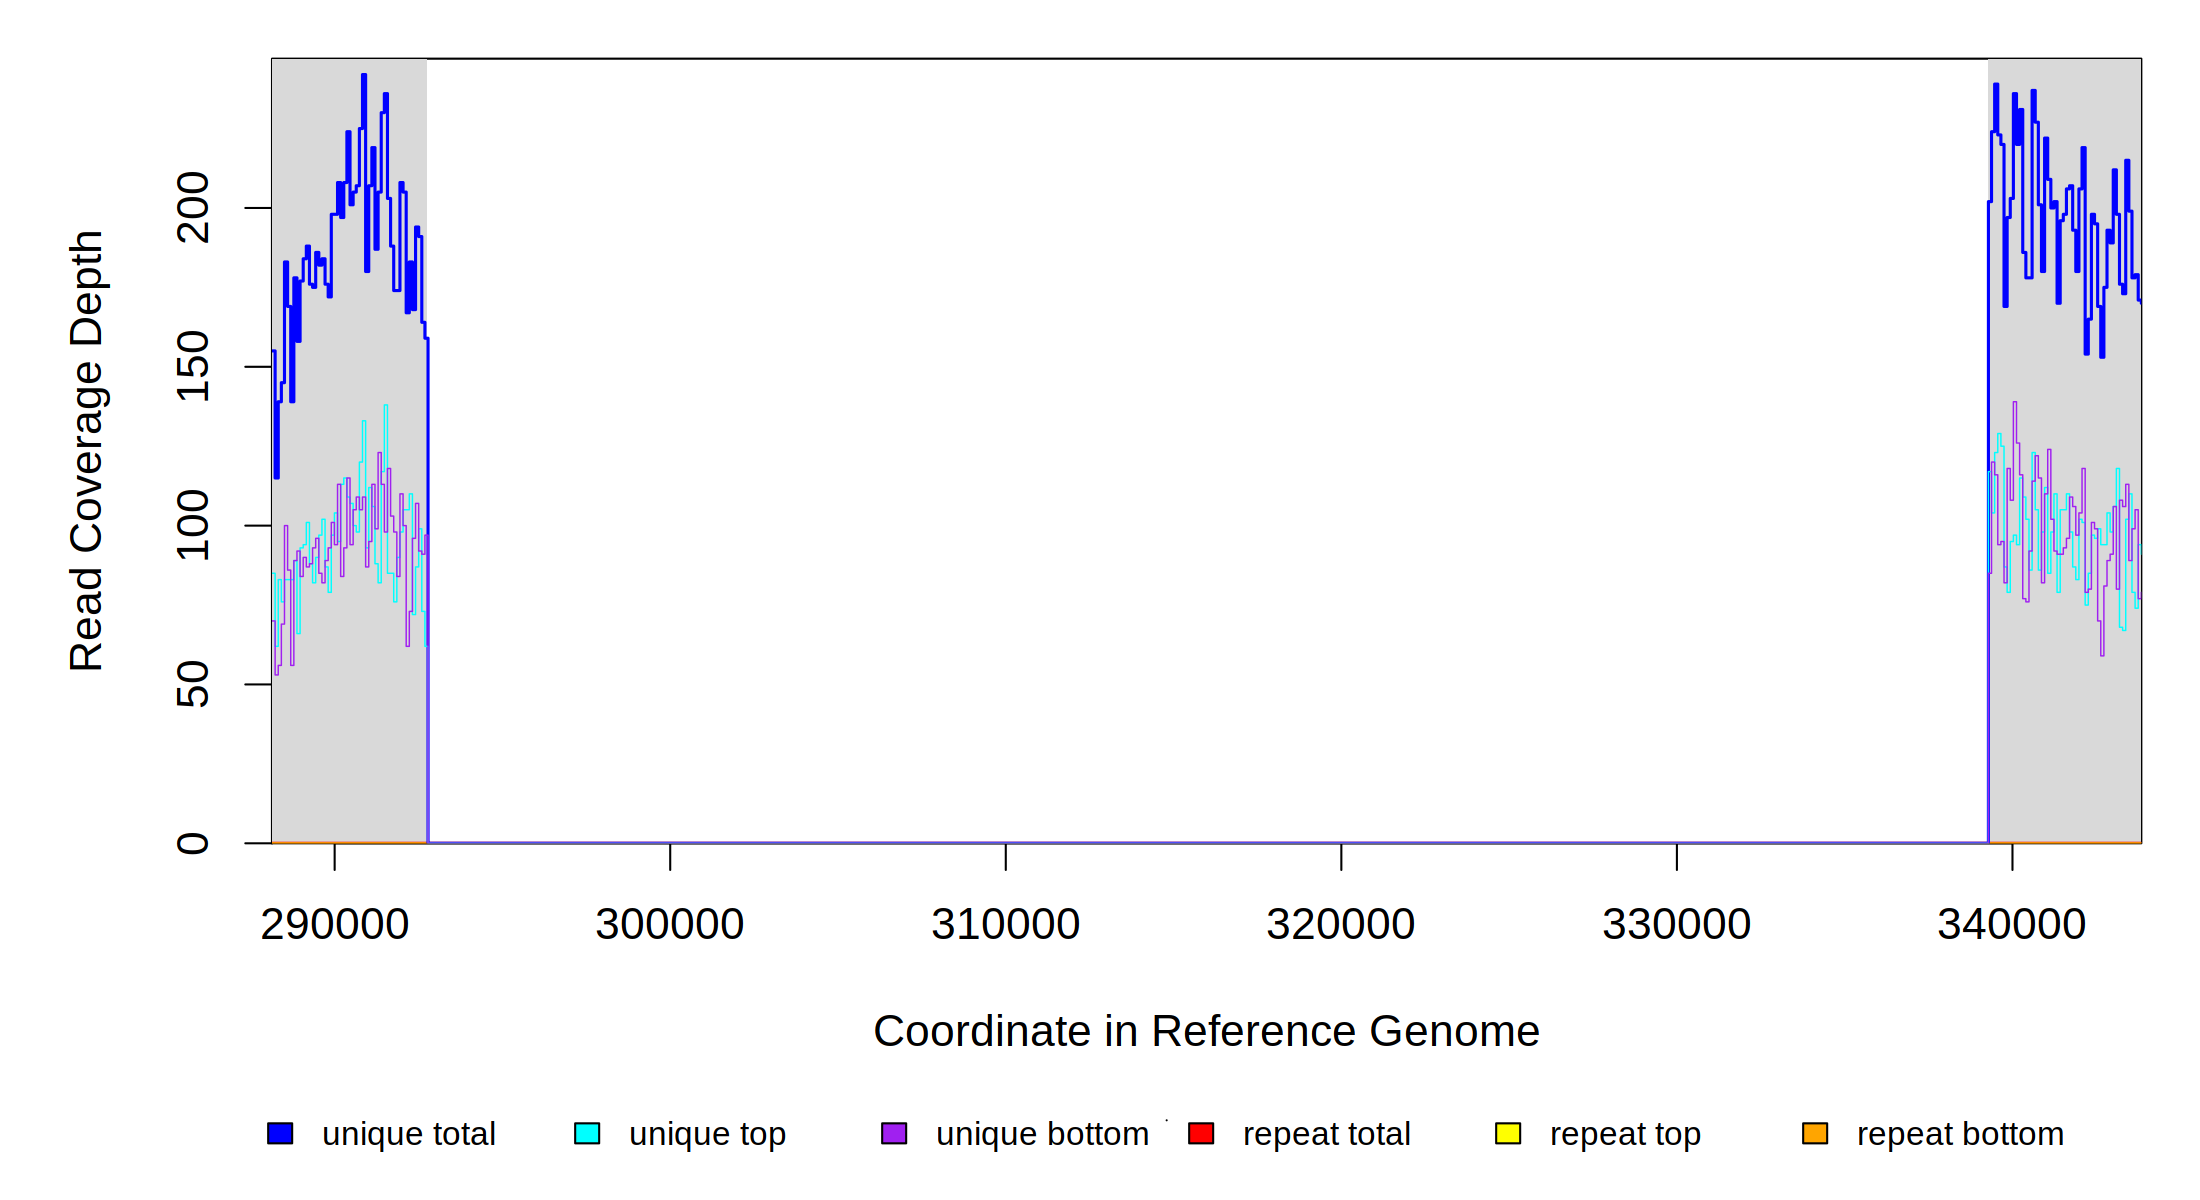 Read Coverage Depth
200
150
100
50
0
290000 300000 310000 320000 330000 340000
Coordinate in Reference Genome
unique total unique top unique bottom repeat total repeat top repeat bottom